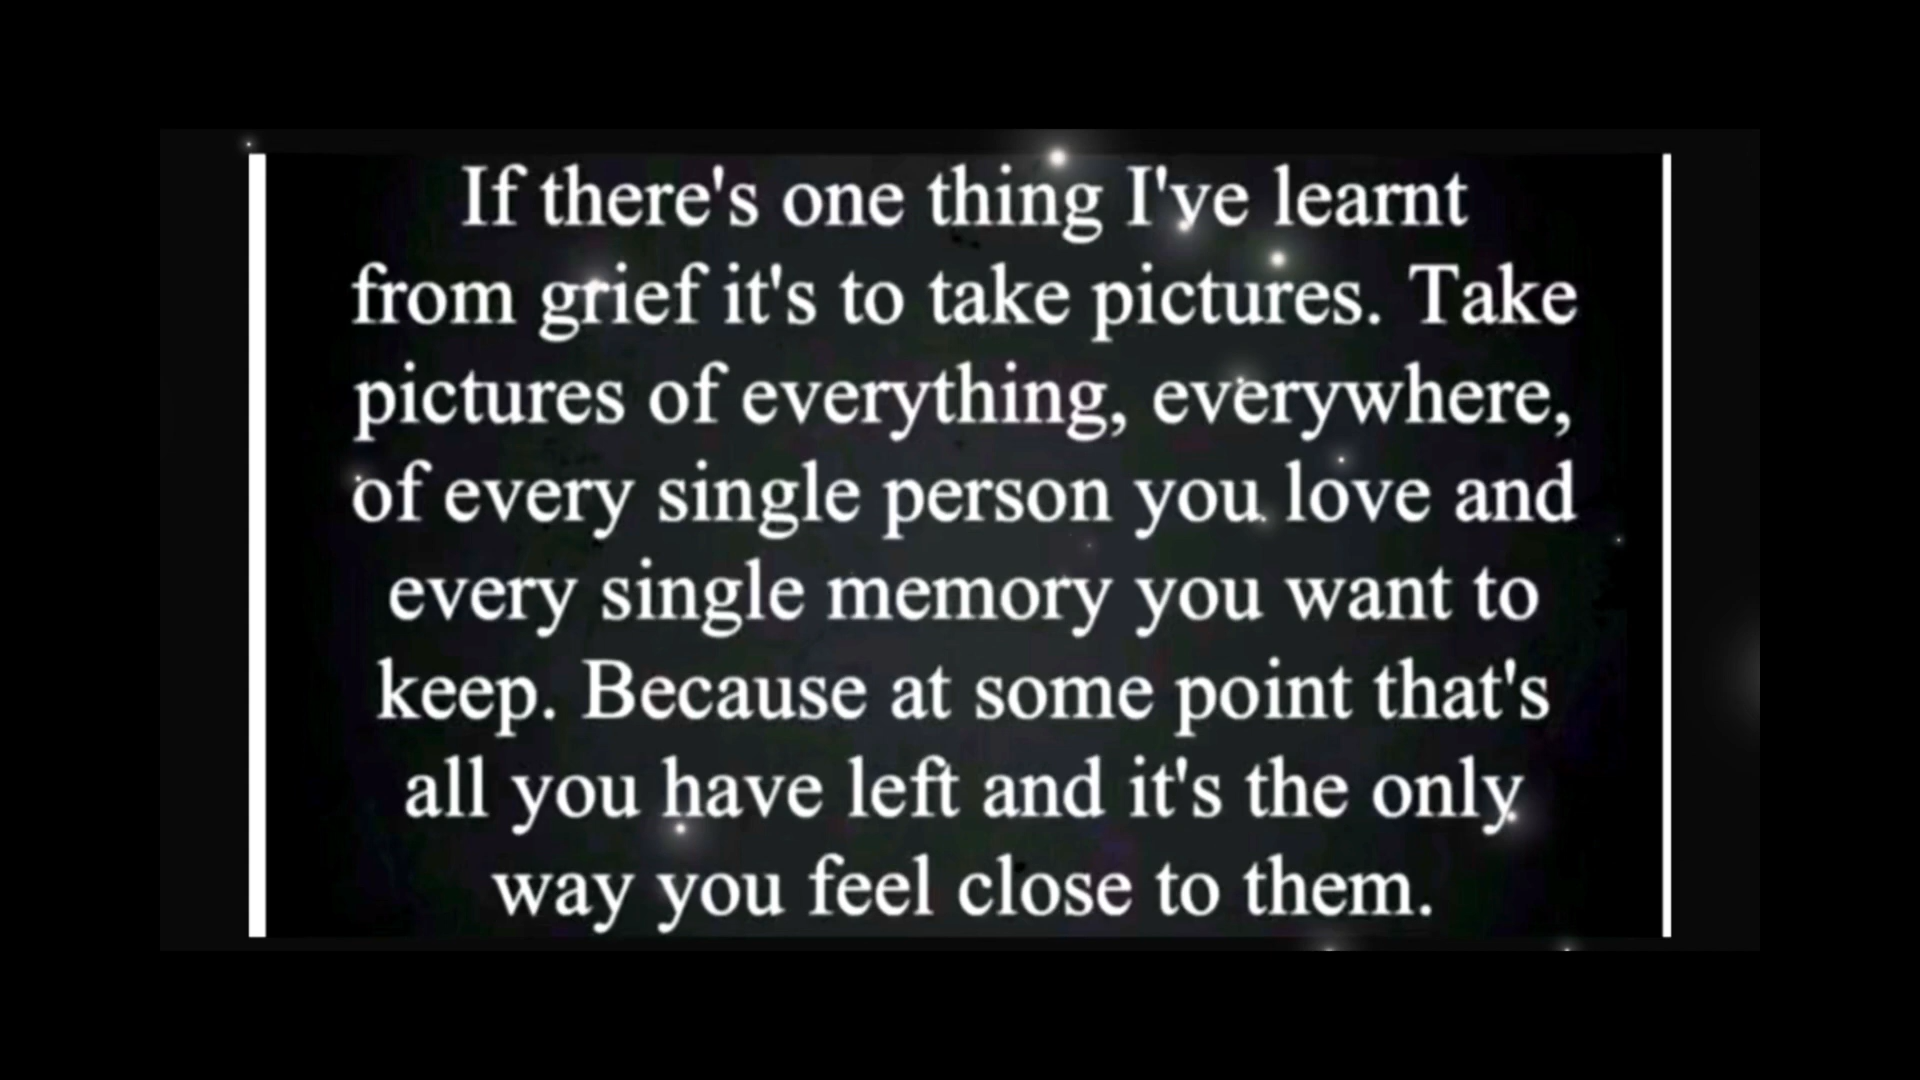 If there's one thing I've learnt
from grief it's to take pictures. Take
pictures of everything, everywhere,
of every single person you love and
every single memory you want to
keep. Because at some point that's
all you have left and it's the only
way you feel close to them.